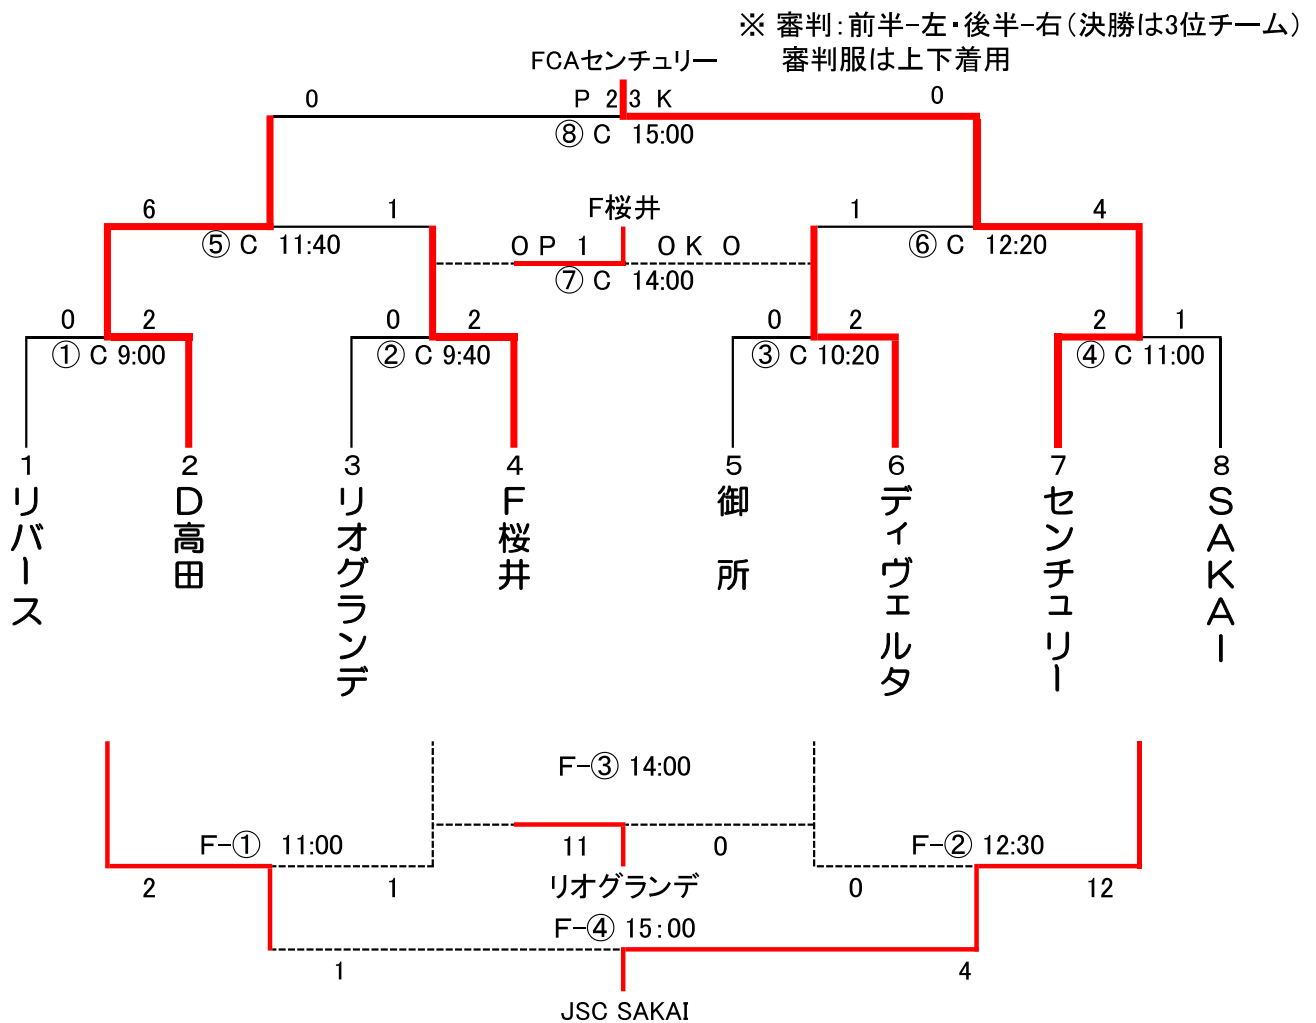 ※ 審判：前半−左・後半−右（決勝は3位チーム）
審判服は上下着用
FCAセンチュリー
0 P 2 3 K 0
⑧ C 15:00
6 1 F桜井 1 4
⑤ C 11:40 ⑥ C 12:20
0 P 1 0 K 0
⑦ C 14:00
0 2 0 2 0 2 2 1
① C 9:00 ② C 9:40 ③ C 10:20 ④ C 11:00
1 2 3 4 5 6 7 8
リバース
D高田
リオグランデ
F桜井
御所
ディヴェルタ
センチュリー
SAKAI
F−③ 14:00
F−① 11:00 11 0 F−② 12:30
2 1 リオグランデ 0 12
F−④ 15:00
1 4
JSC SAKAI